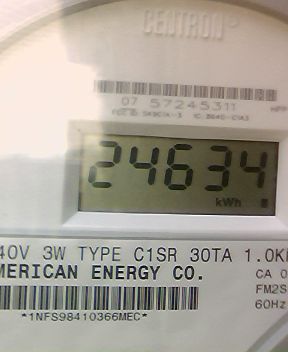 CENTRON®
07 57245311
24634
kWh
40V 3W TYPE C1SR 30TA 1.0K
MERICAN ENERGY CO.
CA 0
FM2S
60Hz
*1NFS98410366MEC*